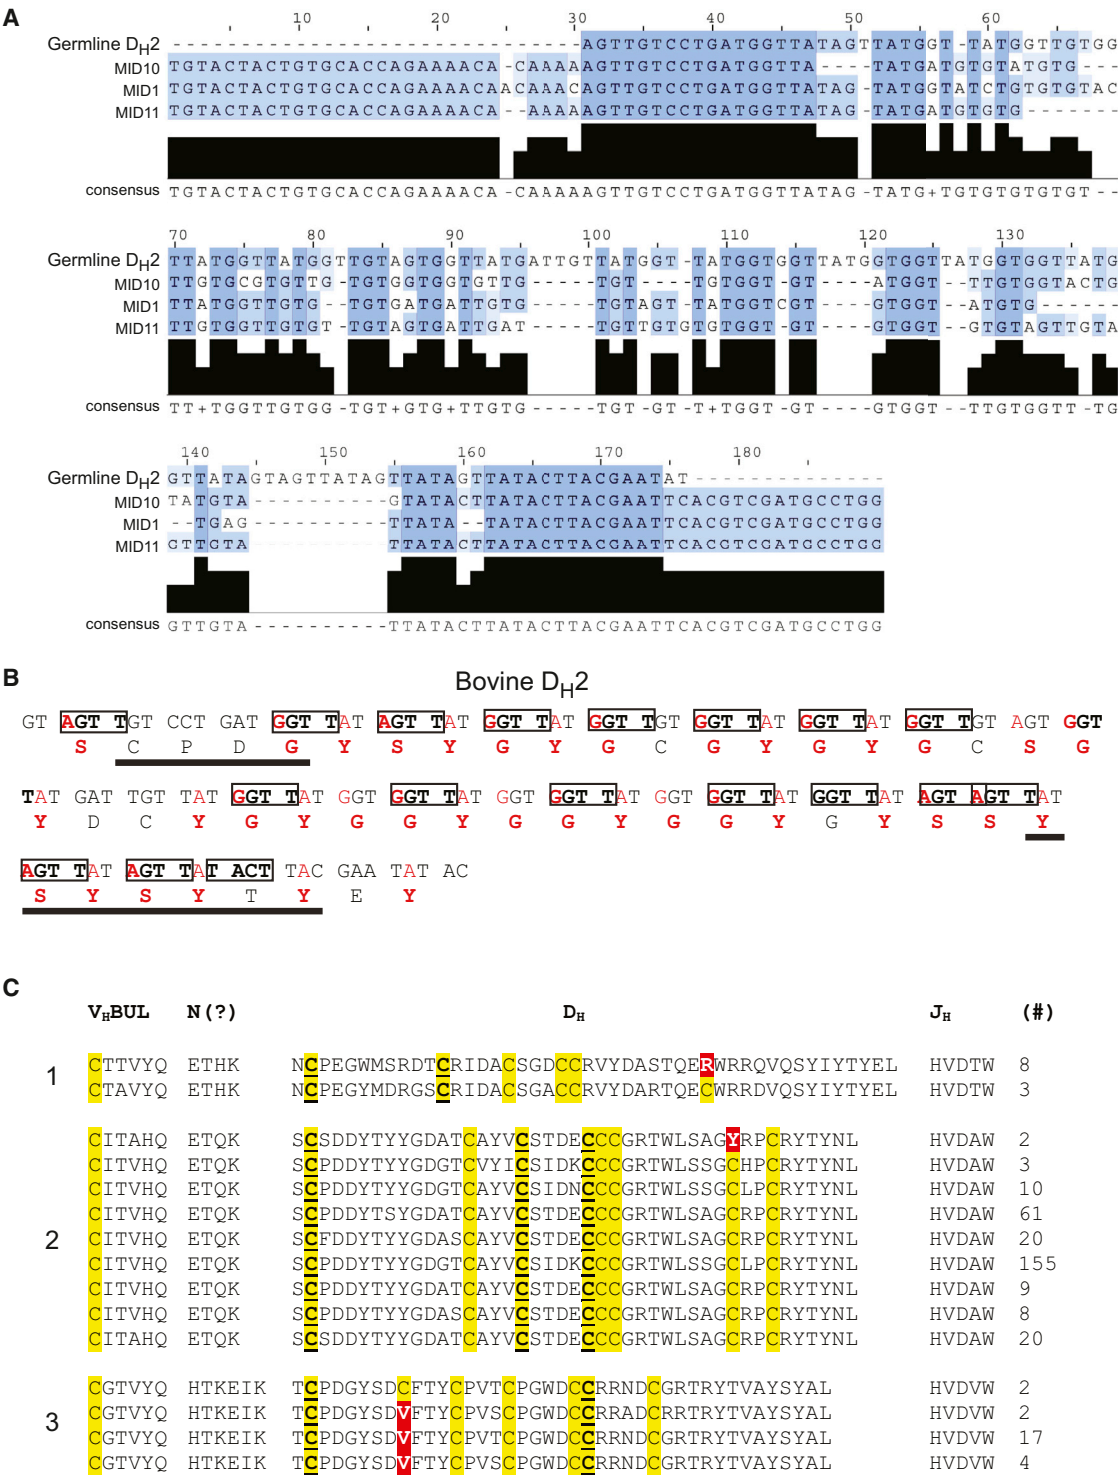 A
10 20 30 40 50 60
Germline DH2 ------------------------------AGTTGTCCTGATGGTTATAGTTATGGT-TATGGTTGTGG
MID10 TGTACTACTGTGCACCAGAAAACA-CAAAAAGTTGTCCTGATGGTTA----TATGATGTGTATGTG---
MID1 TGTACTACTGTGCACCAGAAAACAACAAACAGTTGTCCTGATGGTTATAG-TATGGTATCTGTGTGTAC
MID11 TGTACTACTGTGCACCAGAAAACA--AAAAAGTTGTCCTGATGGTTATAG-TATGATGTGTG-------
consensus TGTACTACTGTGCACCAGAAAACA-CAAAAAGTTGTCCTGATGGTTATAG-TATG+TGTGTGTGTGT--
70 80 90 100 110 120 130
Germline DH2 TTATGGTTATGGTTGTAGTGGTTATGATTGTTATGGT-TATGGTGGTTATGGTGGTTATGGTGGTTATG
MID10 TTGTGCGTGTTG-TGTGGTGGTGTTG-----TGT----TGTGGT-GT----ATGGT--TTGTGGTACTG
MID1 TTATGGTTGTG--TGTGATGATTGTG-----TGTAGT-TATGGTCGT----GTGGT--ATGTG------
MID11 TTGTGGTTGTGT-TGTAGTGATTGAT-----TGTTGTGTGTGGT-GT----GTGGT--GTGTAGTTGTA
consensus TT+TGGTTGTGG-TGT+GTG+TTGTG-----TGT-GT-T+TGGT-GT----GTGGT--TTGTGGTT-TG
140 150 160 170 180
Germline DH2 GTTATAGTAGTTATAGTTATAGTTATACTTACGAATAT--------------
MID10 TATGTA----------GTATACTTATACTTACGAATTCACGTCGATGCCTGG
MID1 --TGAG----------TTATA--TATACTTACGAATTCACGTCGATGCCTGG
MID11 GTTGTA----------TTATACTTATACTTACGAATTCACGTCGATGCCTGG
consensus GTTGTA----------TTATACTTATACTTACGAATTCACGTCGATGCCTGG
B
Bovine DH2
GT AGT TGT CCT GAT GGT TAT AGT TAT GGT TAT GGT TGT GGT TAT GGT TAT GGT TGT AGT GGT
S C P D G Y S Y G Y G C G Y G Y G C S G
TAT GAT TGT TAT GGT TAT GGT GGT TAT GGT GGT TAT GGT GGT TAT GGT TAT AGT AGT TAT
Y D C Y G Y G G Y G G Y G G Y G Y S S Y
AGT TAT AGT TAT ACT TAC GAA TAT AC
S Y S Y T Y E Y
C
VHBUL N(?) DH JH (#)
1
CTTVYQ ETHK NCPEGWMSRDTCRIDACSGDCCRVYDASTQERWRRQVQSYIYTYEL HVDTW 8
CTAVYQ ETHK NCPEGYMDRGSCRIDACSGACCRVYDARTQECWRRDVQSYIYTYEL HVDTW 3
2
CITAHQ ETQK SCSDDYTYYGDATCAYVCSTDECCCGRTWLSAGYRPCRYTYNL HVDAW 2
CITVHQ ETQK SCPDDYTYYGDGTCVYICSIDKCCCGRTWLSSGCHPCRYTYNL HVDAW 3
CITVHQ ETQK SCPDDYTYYGDGTCAYVCSIDNCCCGRTWLSSGCLPCRYTYNL HVDAW 10
CITVHQ ETQK SCPDDYTSYGDATCAYVCSTDECCCGRTWLSAGCRPCRYTYNL HVDAW 61
CITVHQ ETQK SCFDDYTYYGDASCAYVCSTDECCCGRTWLSAGCRPCRYTYNL HVDAW 20
CITVHQ ETQK SCPDDYTYYGDGTCAYVCSIDKCCCGRTWLSSGCLPCRYTYNL HVDAW 155
CITVHQ ETQK SCPDDYTYYGDATCAYVCSTDECCCGRTWLSAGCRPCRYTYNL HVDAW 9
CITVHQ ETQK SCPDDYTYYGDASCAYVCSTDECCCGRTWLSAGCRPCRYTYNL HVDAW 8
CITAHQ ETQK SCSDDYTYYGDATCAYVCSTDECCCGRTWLSAGCRPCRYTYNL HVDAW 20
3
CGTVYQ HTKEIK TCPDGYSDCFTYCPVTCPGWDCCRRNDCGRTRYTVAYSYAL HVDVW 2
CGTVYQ HTKEIK TCPDGYSDVFTYCPVSCPGWDCCRRADCRRTRYTVAYSYAL HVDAW 2
CGTVYQ HTKEIK TCPDGYSDVFTYCPVTCPGWDCCRRNDCGRTRYTVAYSYAL HVDAW 17
CGTVYQ HTKEIK TCPDGYSDVFTYCPVSCPGWDCCRRNDCGRTRYTVAYSYAL HVDAW 4